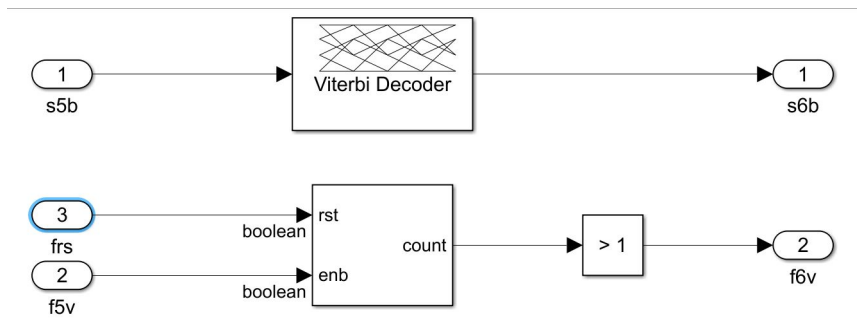 1
s5b
Viterbi Decoder
1
s6b
3
frs
boolean
rst
count
> 1
2
f6v
2
f5v
boolean
enb